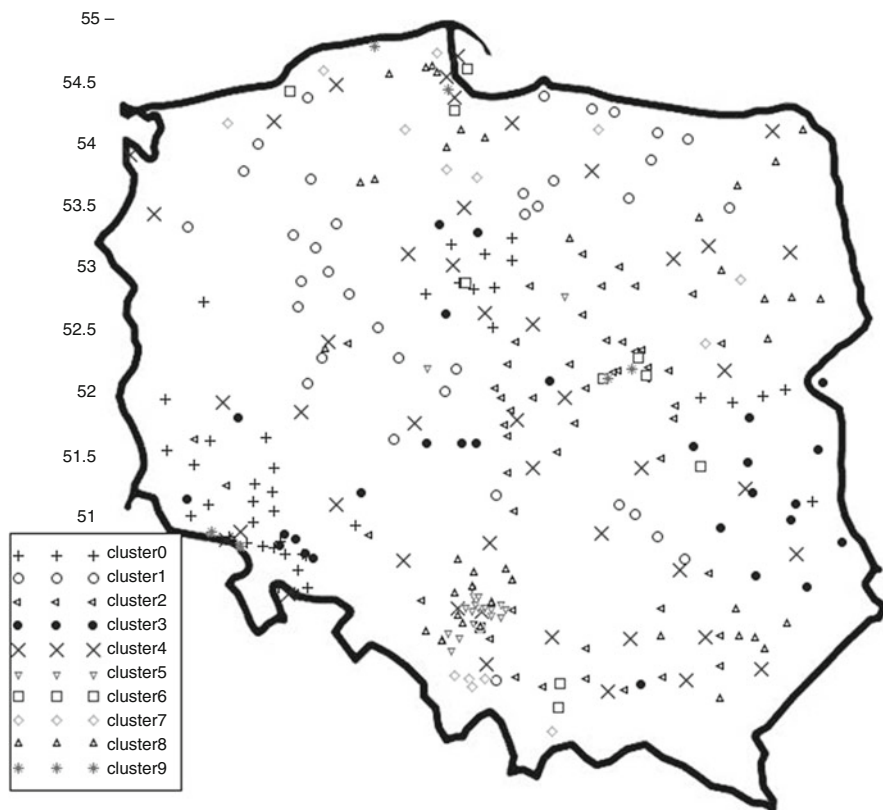 55 –
54.5
54
53.5
53
52.5
52
51.5
51
cluster0
cluster1
cluster2
cluster3
cluster4
cluster5
cluster6
cluster7
cluster8
cluster9